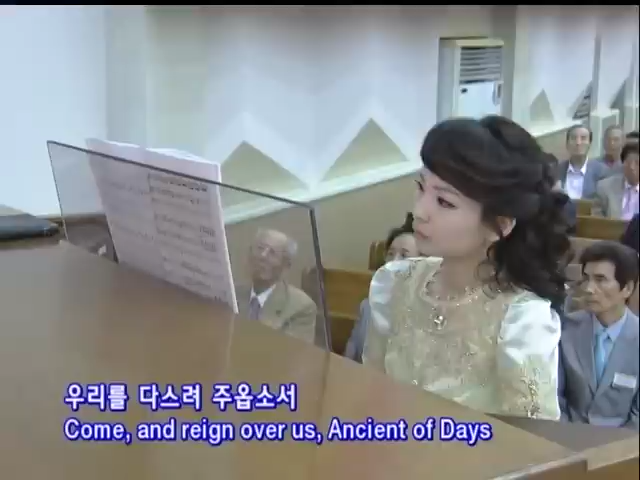 우리를 다스려 주옵소서
Come, and reign over us, Ancient of Days